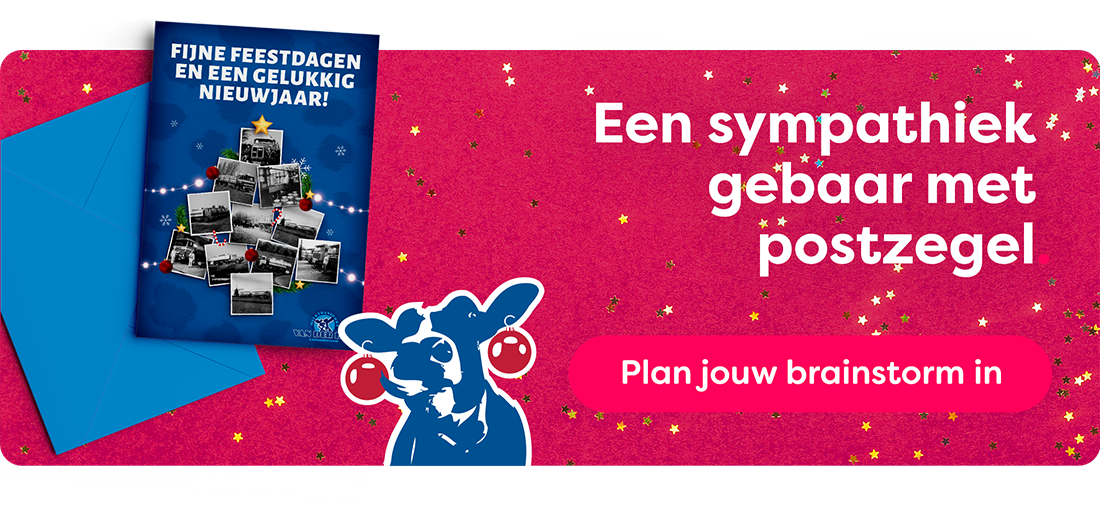 FIJNE FEESTDAGEN
EN EEN GELUKKIG
NIEUWJAAR!
Een sympathiek
gebaar met
postzegel.
Plan jouw brainstorm in